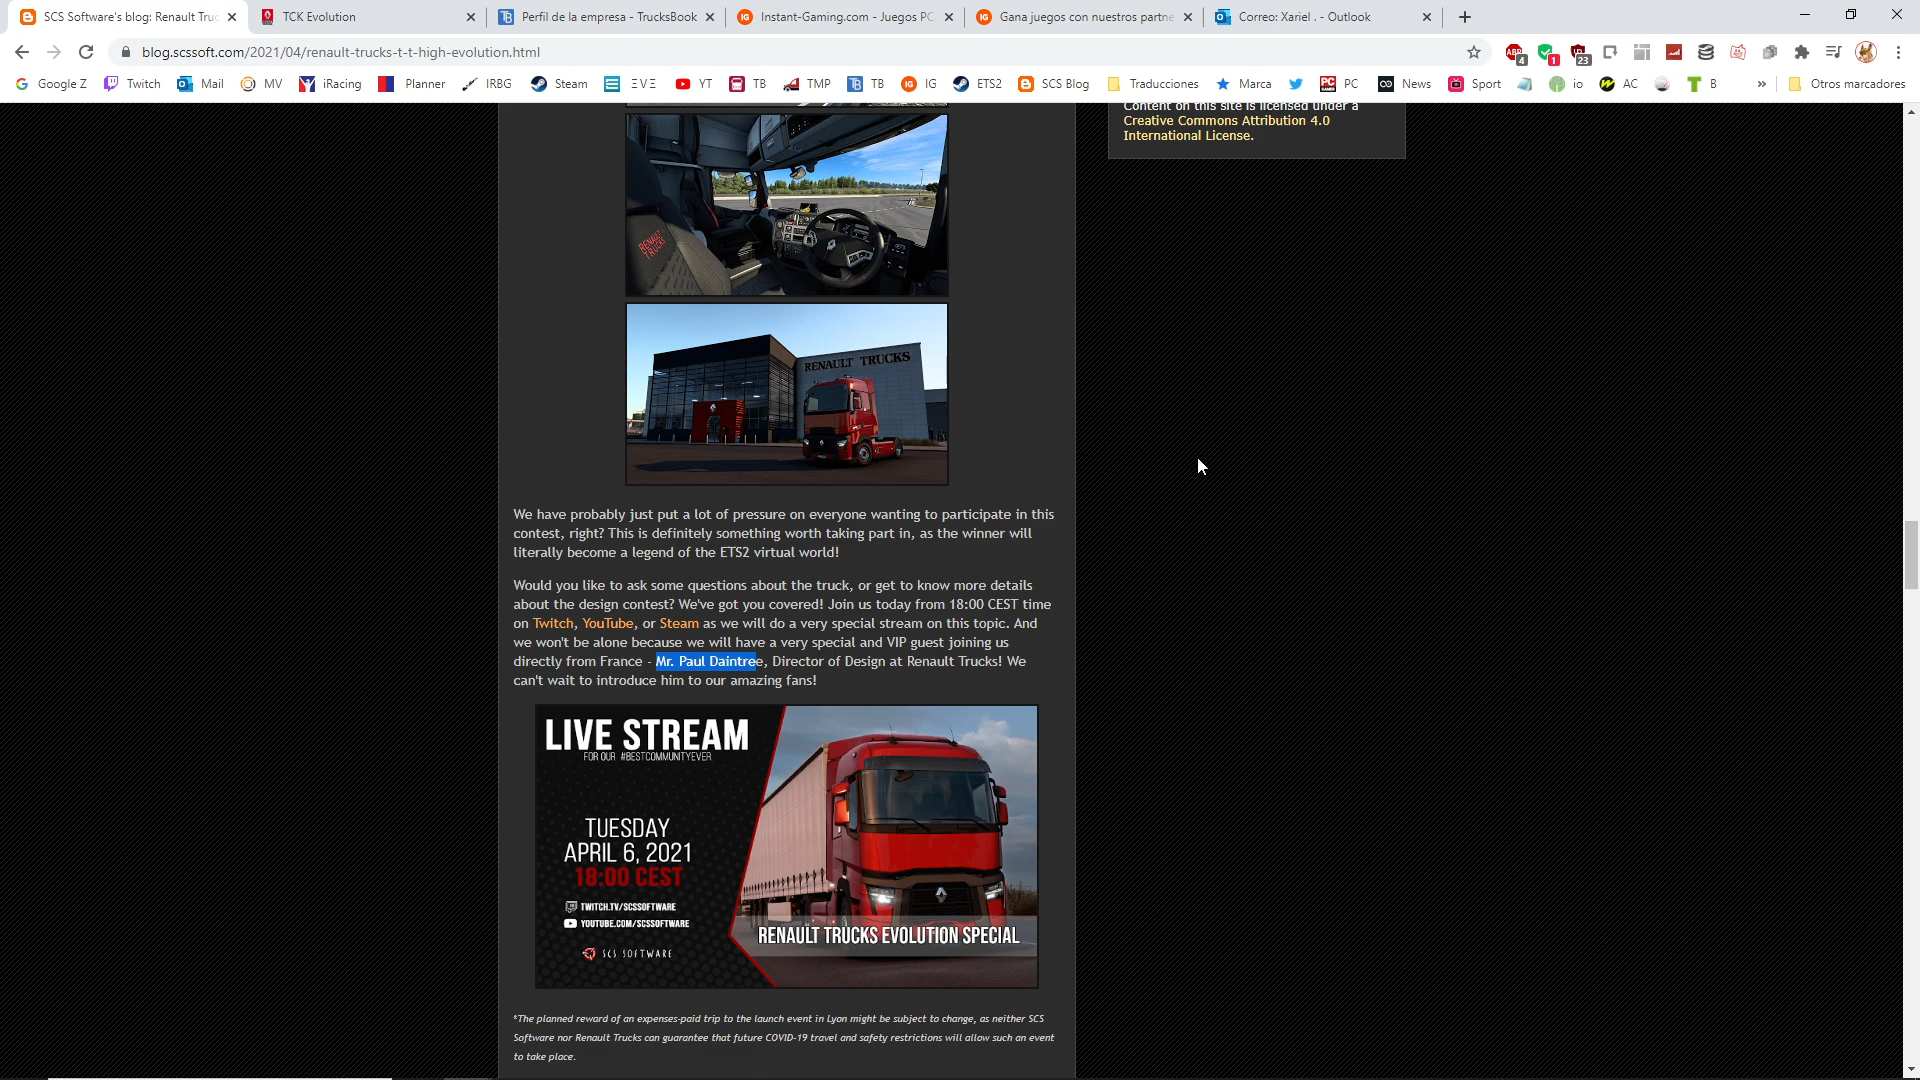 SCS Software's blog: Renault Truc
TCK Evolution
Perfil de la empresa - TrucksBook
Instant-Gaming.com - Juegos PC
Gana juegos con nuestros partne
Correo: Xariel . - Outlook
blog.scssoft.com/2021/04/renault-trucks-t-t-high-evolution.html
4
1
23
Google Z
Twitch
Mail
MV
iRacing
Planner
IRBG
Steam
EVE
YT
TB
TMP
TB
IG
ETS2
SCS Blog
Traducciones
Marca
PC
News
Sport
io
AC
B
Otros marcadores
Content on this site is licensed under a
Creative Commons Attribution 4.0
International License.
RENAULT
TRUCKS
RENAULT TRUCKS
We have probably just put a lot of pressure on everyone wanting to participate in this
contest, right? This is definitely something worth taking part in, as the winner will
literally become a legend of the ETS2 virtual world!
Would you like to ask some questions about the truck, or get to know more details
about the design contest? We've got you covered! Join us today from 18:00 CEST time
on Twitch, YouTube, or Steam as we will do a very special stream on this topic. And
we won't be alone because we will have a very special and VIP guest joining us
directly from France - Mr. Paul Daintree, Director of Design at Renault Trucks! We
can't wait to introduce him to our amazing fans!
LIVE STREAM
FOR OUR #BESTCOMMUNITYEVER
TUESDAY
APRIL 6, 2021
18:00 CEST
TWITCH.TV/SCSSOFTWARE
YOUTUBE.COM/SCSSOFTWARE
SCS SOFTWARE
RENAULT TRUCKS EVOLUTION SPECIAL
*The planned reward of an expenses-paid trip to the launch event in Lyon might be subject to change, as neither SCS
Software nor Renault Trucks can guarantee that future COVID-19 travel and safety restrictions will allow such an event
to take place.